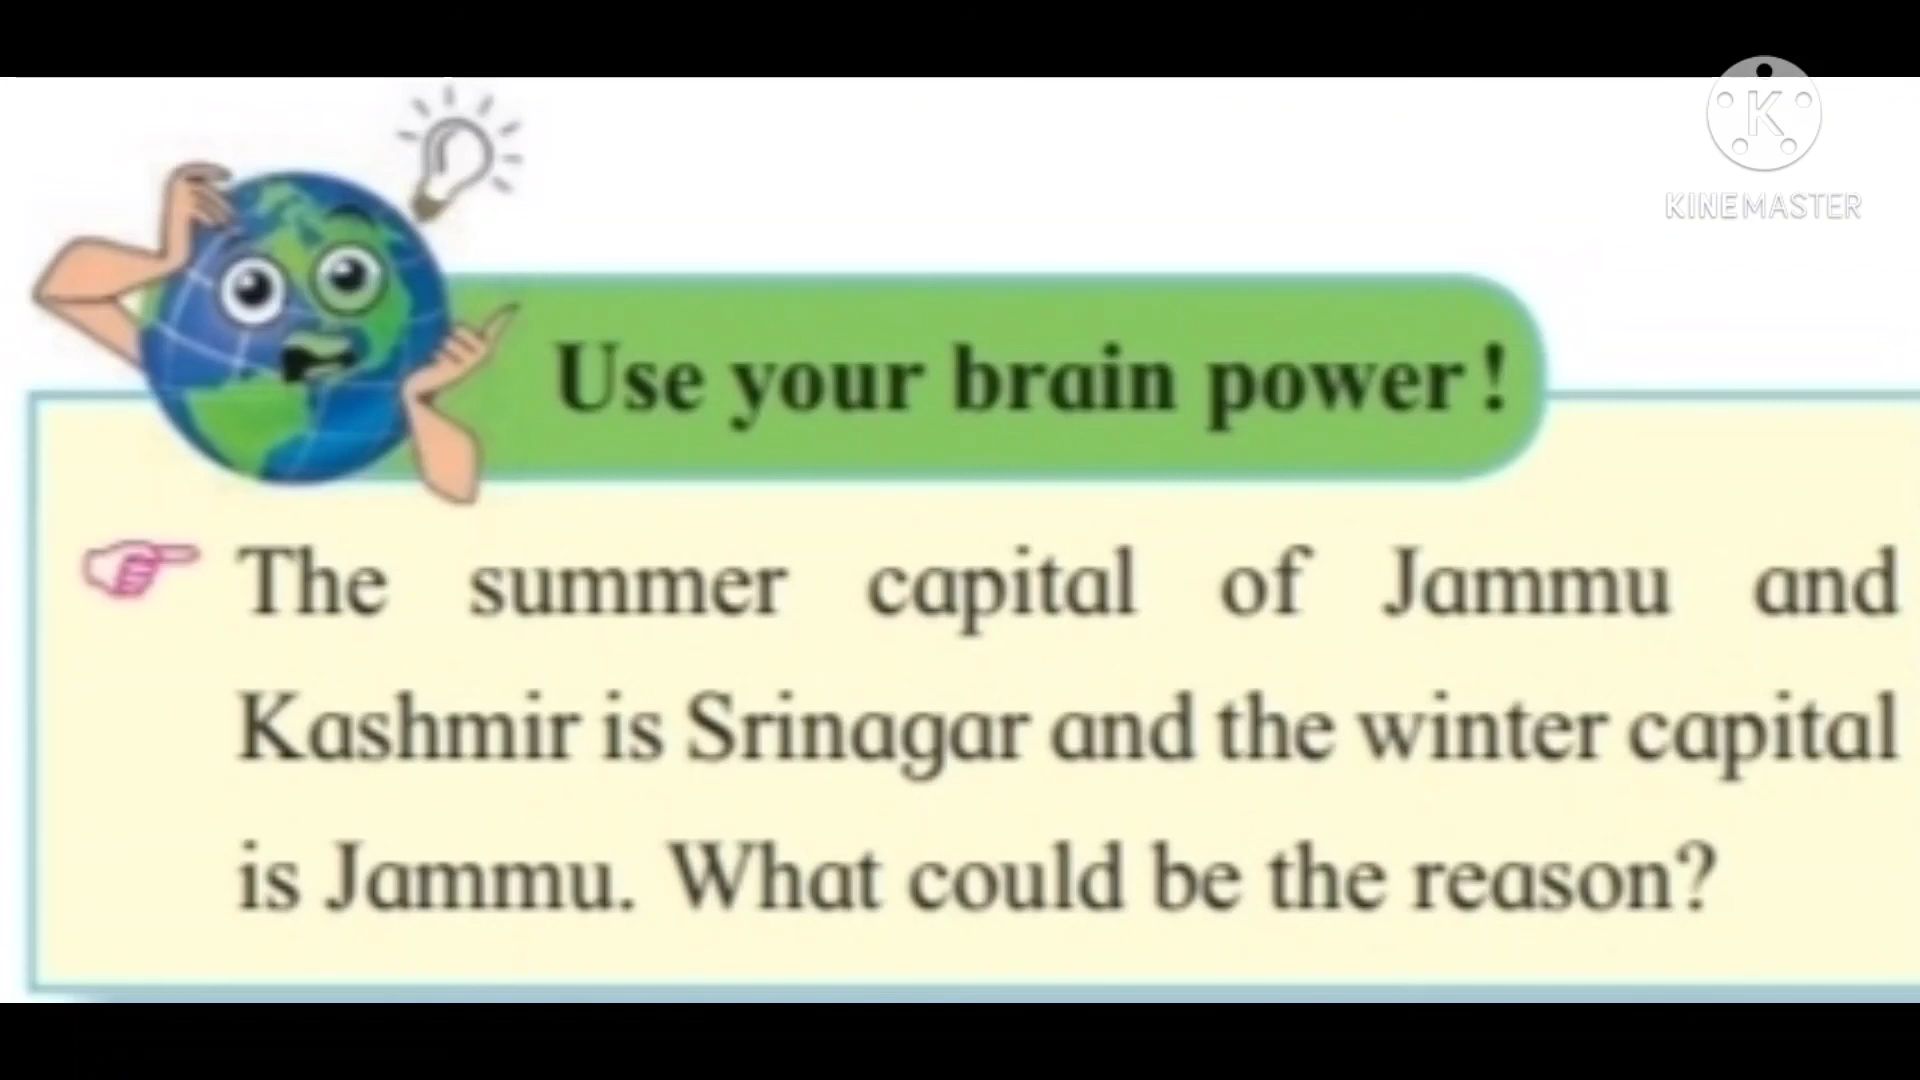 K
KINEMASTER
Use your brain power!
The summer capital of Jammu and
Kashmir is Srinagar and the winter capital
is Jammu. What could be the reason?